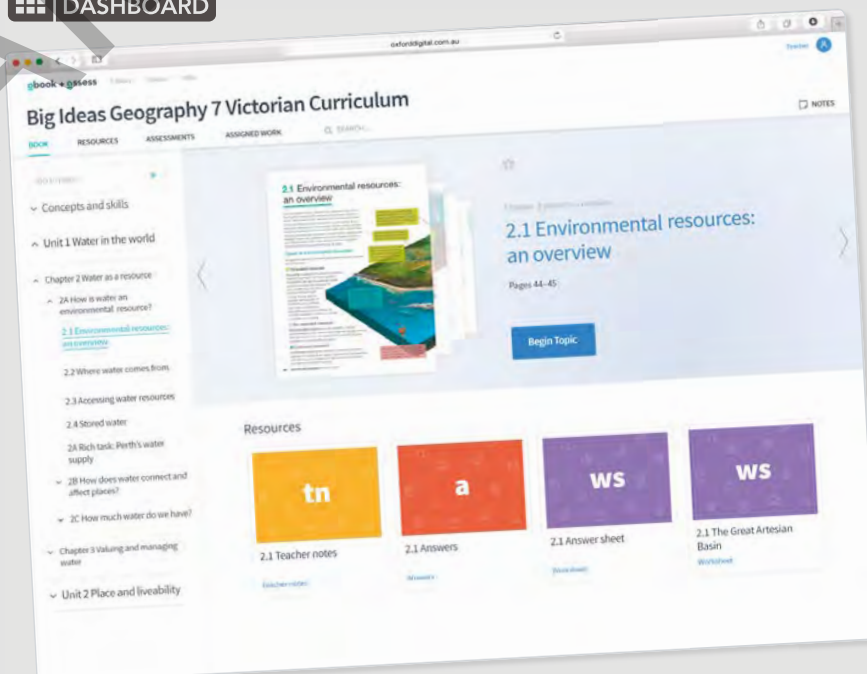 DASHBOARD
oxforddigital.com.au
Teacher
obook + assess
Big Ideas Geography 7 Victorian Curriculum
NOTES
BOOK RESOURCES ASSESSMENTS ASSIGNED WORK SEARCH...
Concepts and skills
Unit 1 Water in the world
Chapter 2 Water as a resource
2A How is water an
environmental resource?
2.1 Environmental resources:
an overview
2.2 Where water comes from
2.3 Accessing water resources
2.4 Stored water
2A Rich task: Perth's water
supply
2B How does water connect and
affect places?
2C How much water do we have?
Chapter 3 Valuing and managing
water
Unit 2 Place and liveability
2.1 Environmental resources:
an overview
2.1 Environmental resources:
an overview
Pages 44–45
Begin Topic
Resources
tn
2.1 Teacher notes
Teacher notes
a
2.1 Answers
Answers
ws
2.1 Answer sheet
Worksheet
ws
2.1 The Great Artesian
Basin
Worksheet